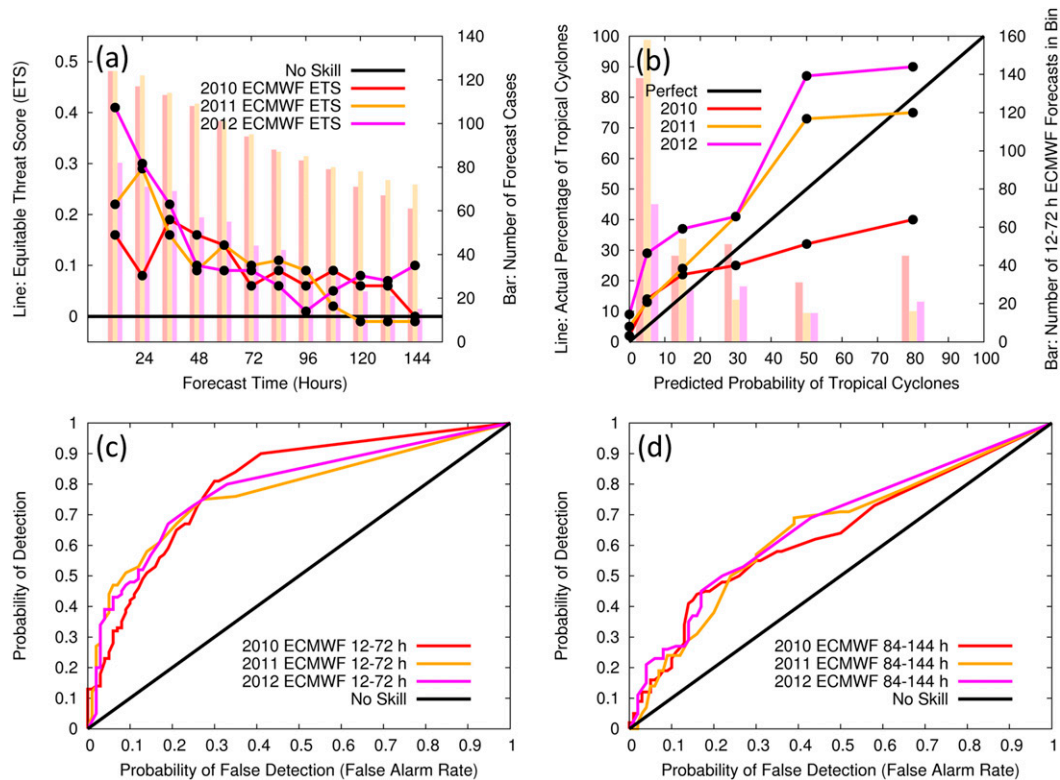 (a)
No Skill
2010 ECMWF ETS
2011 ECMWF ETS
2012 ECMWF ETS
Line: Equitable Threat Score (ETS)
0.5
0.4
0.3
0.2
0.1
0
Bar: Number of Forecast Cases
140
120
100
80
60
40
20
0
24 48 72 96 120 144
Forecast Time (Hours)
(b)
Perfect
2010
2011
2012
Line: Actual Percentage of Tropical Cyclones
100
90
80
70
60
50
40
30
20
10
0
Bar: Number of 12-72 h ECMWF Forecasts in Bin
160
140
120
100
80
60
40
20
0
0 20 40 60 80 100
Predicted Probability of Tropical Cyclones
(c)
Probability of Detection
1
0.9
0.8
0.7
0.6
0.5
0.4
0.3
0.2
0.1
0
2010 ECMWF 12-72 h
2011 ECMWF 12-72 h
2012 ECMWF 12-72 h
No Skill
0 0.1 0.2 0.3 0.4 0.5 0.6 0.7 0.8 0.9 1
Probability of False Detection (False Alarm Rate)
(d)
Probability of Detection
1
0.9
0.8
0.7
0.6
0.5
0.4
0.3
0.2
0.1
0
2010 ECMWF 84-144 h
2011 ECMWF 84-144 h
2012 ECMWF 84-144 h
No Skill
0 0.1 0.2 0.3 0.4 0.5 0.6 0.7 0.8 0.9 1
Probability of False Detection (False Alarm Rate)